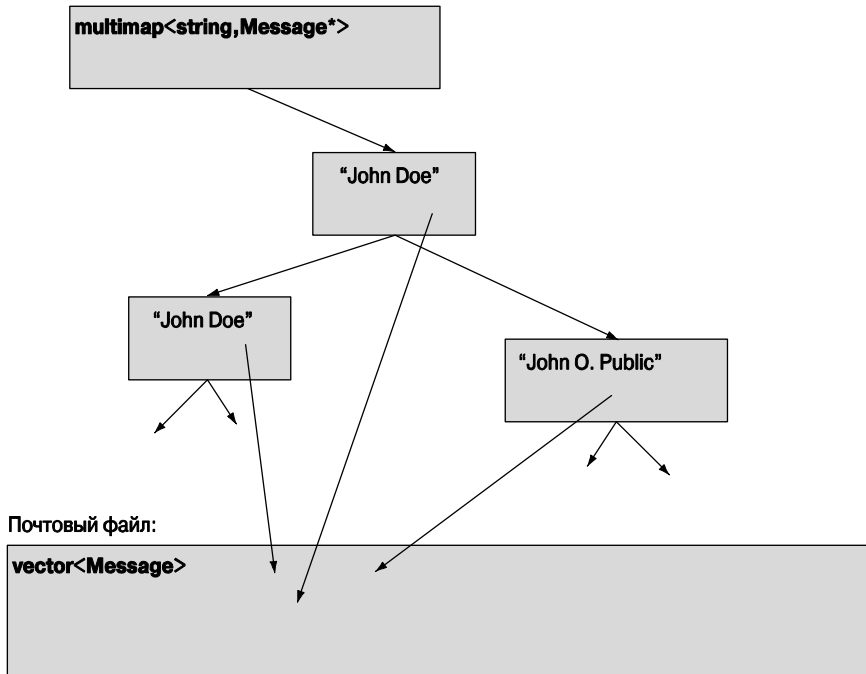 multimap<string,Message*>
“John Doe”
“John Doe”
“John O. Public”
Почтовый файл:
vector<Message>